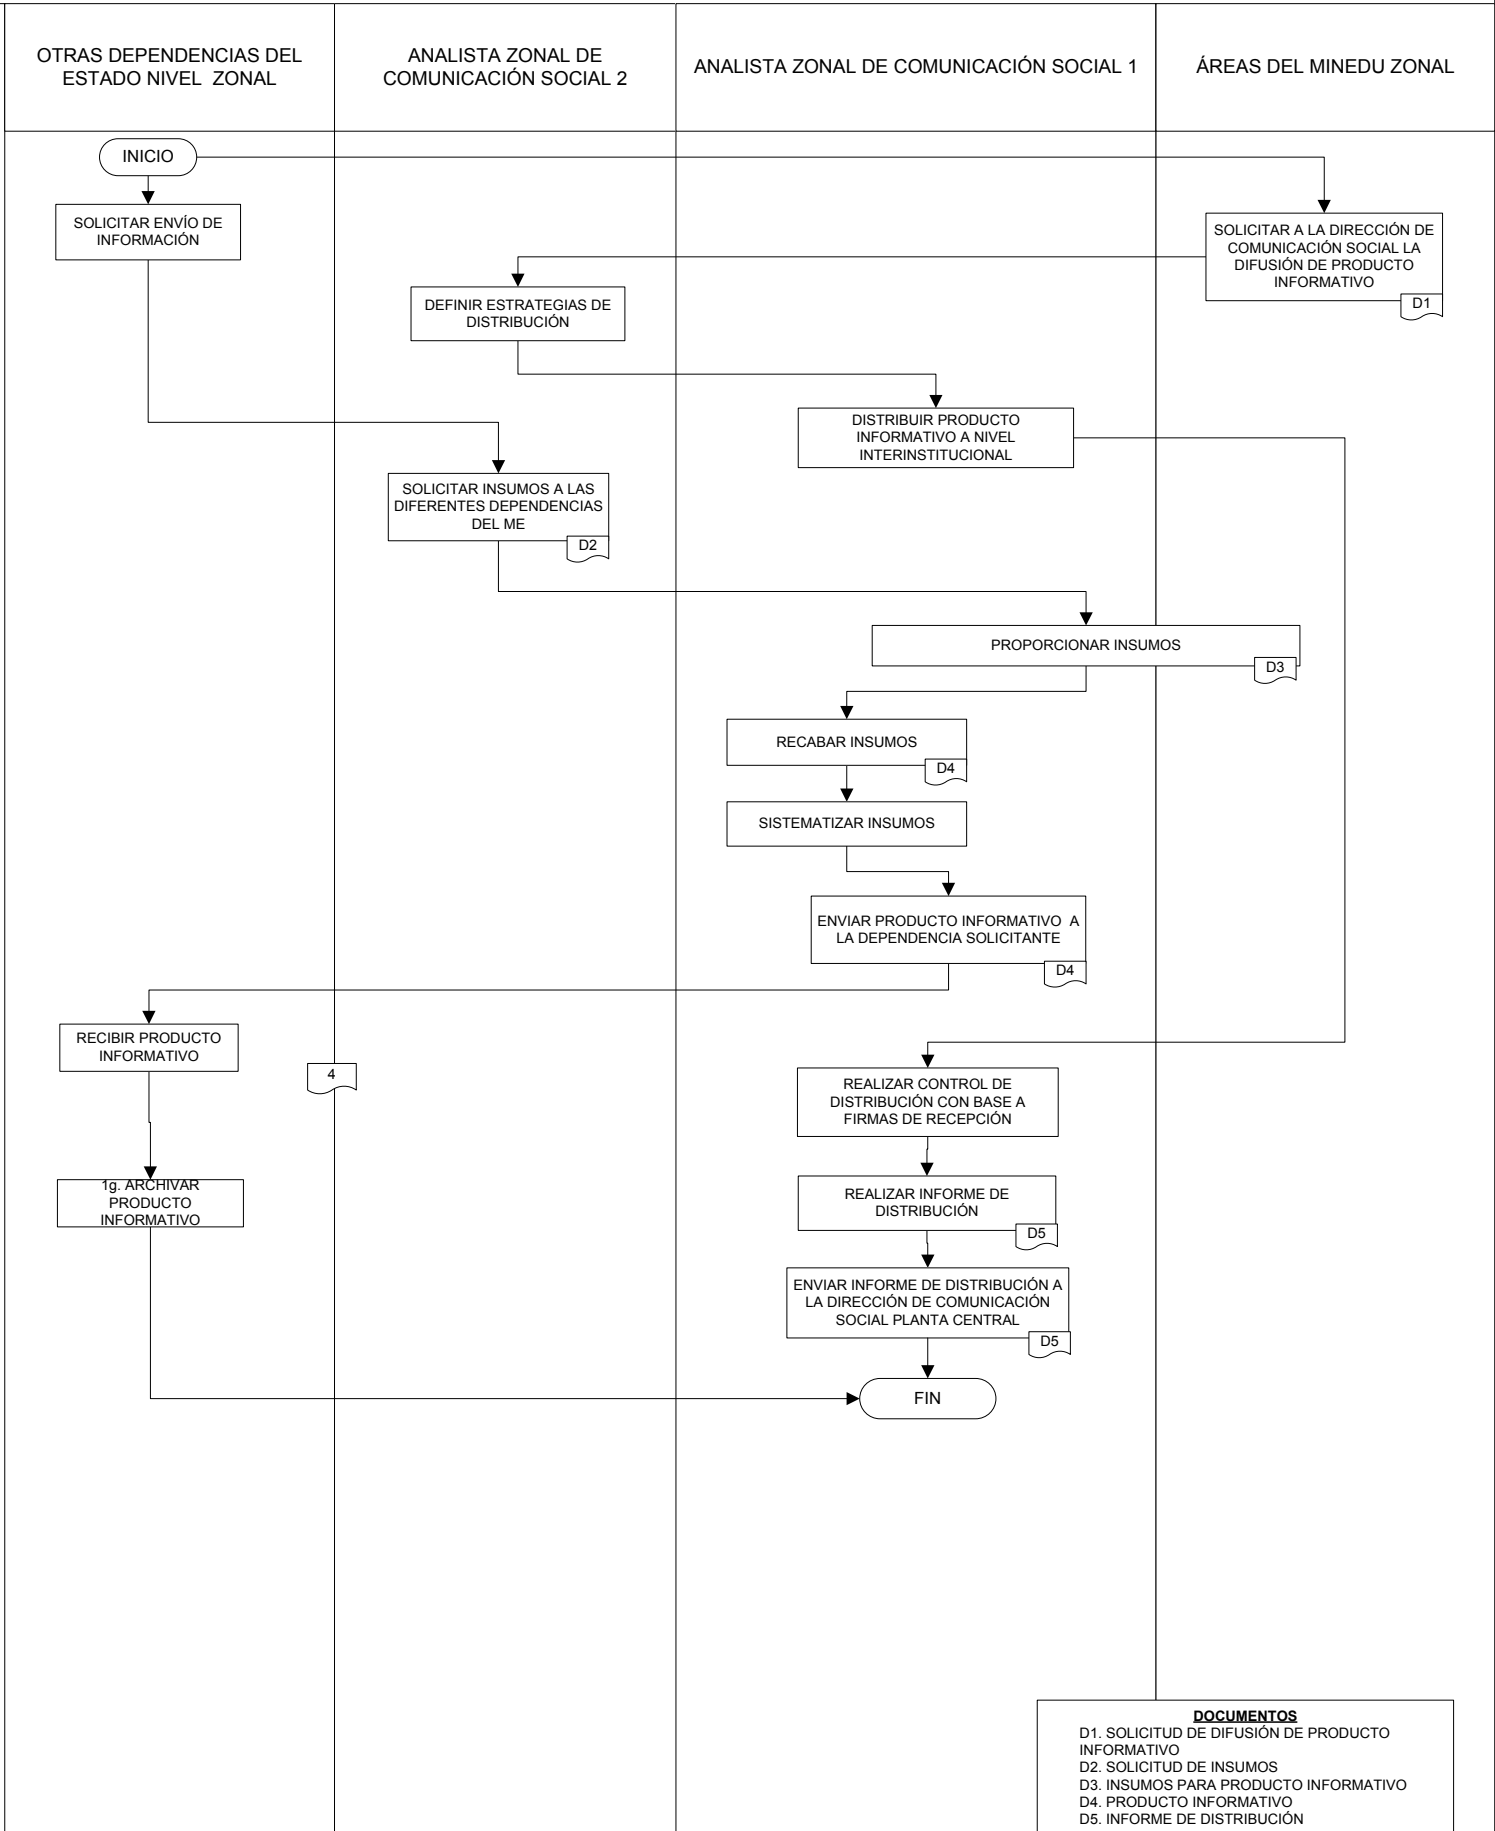 OTRAS DEPENDENCIAS DEL
ESTADO NIVEL ZONAL
ANALISTA ZONAL DE
COMUNICACIÓN SOCIAL 2
ANALISTA ZONAL DE COMUNICACIÓN SOCIAL 1
ÁREAS DEL MINEDU ZONAL
INICIO
SOLICITAR ENVÍO DE
INFORMACIÓN
SOLICITAR A LA DIRECCIÓN DE
COMUNICACIÓN SOCIAL LA
DIFUSIÓN DE PRODUCTO
INFORMATIVO
D1
DEFINIR ESTRATEGIAS DE
DISTRIBUCIÓN
DISTRIBUIR PRODUCTO
INFORMATIVO A NIVEL
INTERINSTITUCIONAL
SOLICITAR INSUMOS A LAS
DIFERENTES DEPENDENCIAS
DEL ME
D2
PROPORCIONAR INSUMOS
D3
RECABAR INSUMOS
D4
SISTEMATIZAR INSUMOS
ENVIAR PRODUCTO INFORMATIVO A
LA DEPENDENCIA SOLICITANTE
D4
RECIBIR PRODUCTO
INFORMATIVO
4
REALIZAR CONTROL DE
DISTRIBUCIÓN CON BASE A
FIRMAS DE RECEPCIÓN
1g. ARCHIVAR
PRODUCTO
INFORMATIVO
REALIZAR INFORME DE
DISTRIBUCIÓN
D5
ENVIAR INFORME DE DISTRIBUCIÓN A
LA DIRECCIÓN DE COMUNICACIÓN
SOCIAL PLANTA CENTRAL
D5
FIN
DOCUMENTOS
D1. SOLICITUD DE DIFUSIÓN DE PRODUCTO
INFORMATIVO
D2. SOLICITUD DE INSUMOS
D3. INSUMOS PARA PRODUCTO INFORMATIVO
D4. PRODUCTO INFORMATIVO
D5. INFORME DE DISTRIBUCIÓN